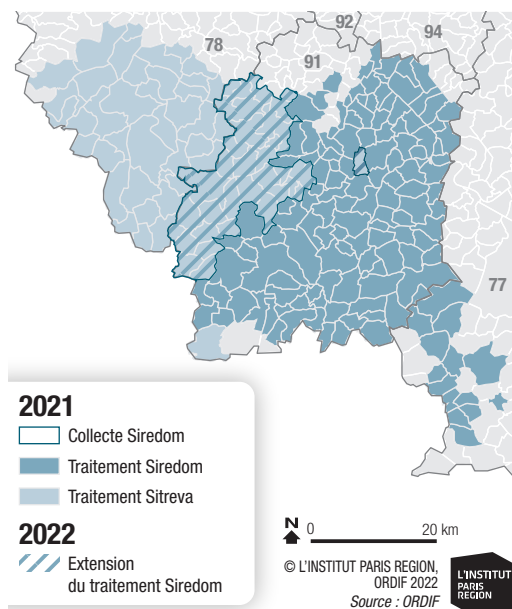 92
78
94
91
77
2021
Collecte Siredom
Traitement Siredom
Traitement Sitreva
2022
Extension
du traitement Siredom
N
0 20 km
© L'INSTITUT PARIS REGION,
ORDIF 2022
Source : ORDIF
L'INSTITUT
PARIS
REGION